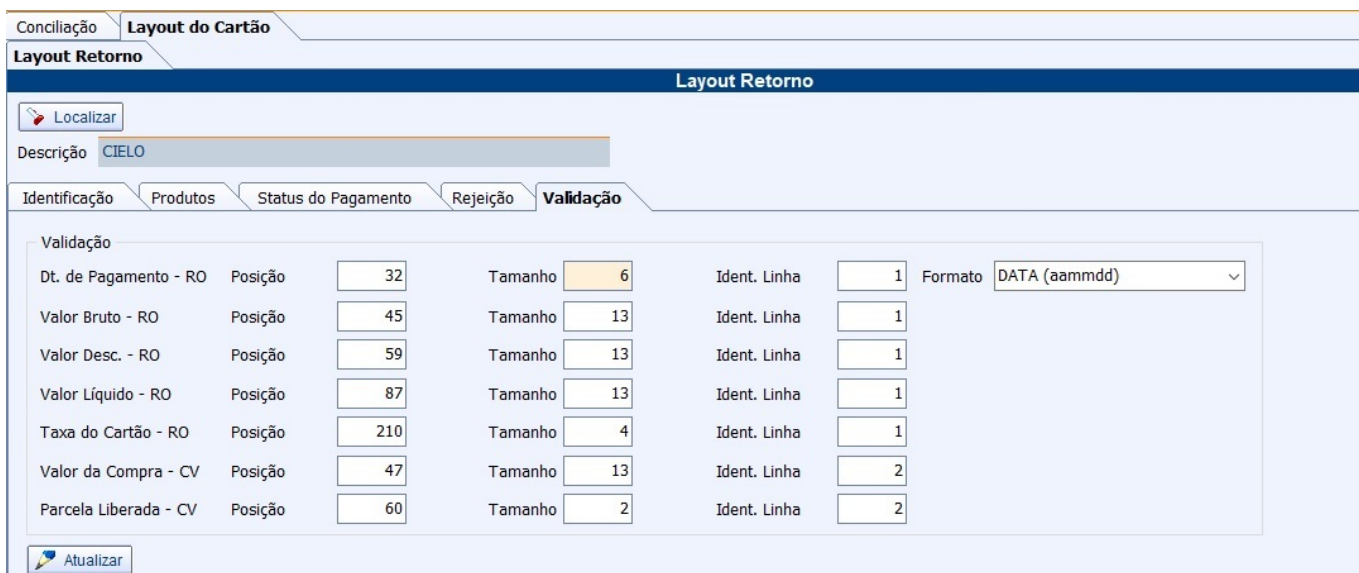 Conciliação Layout do Cartão
Layout Retorno
Layout Retorno
Localizar
Descrição CIELO
Identificação Produtos Status do Pagamento Rejeição Validação
Validação
Dt. de Pagamento - RO Posição 32 Tamanho 6 Ident. Linha 1 Formato DATA (aammdd)
Valor Bruto - RO Posição 45 Tamanho 13 Ident. Linha 1
Valor Desc. - RO Posição 59 Tamanho 13 Ident. Linha 1
Valor Líquido - RO Posição 87 Tamanho 13 Ident. Linha 1
Taxa do Cartão - RO Posição 210 Tamanho 4 Ident. Linha 1
Valor da Compra - CV Posição 47 Tamanho 13 Ident. Linha 2
Parcela Liberada - CV Posição 60 Tamanho 2 Ident. Linha 2
Atualizar